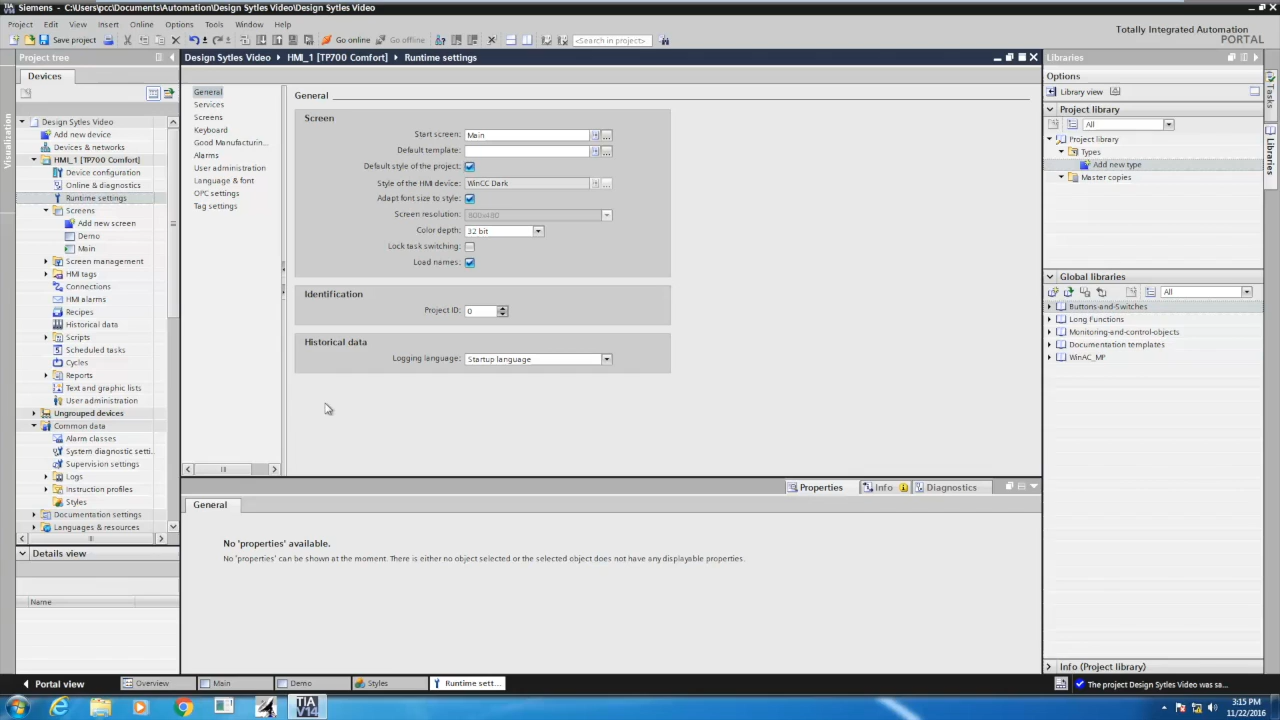 Siemens - C:\Users\pcc\Documents\Automation\Design Sytles Video\Design Sytles Video
Project Edit View Insert Online Options Tools Window Help
Totally Integrated Automation
PORTAL
Save project Go online Go offline <Search in project>
Project tree
Devices
Visualization
Design Sytles Video
Add new device
Devices & networks
HMI_1 [TP700 Comfort]
Device configuration
Online & diagnostics
Runtime settings
Screens
Add new screen
Demo
Main
Screen management
HMI tags
Connections
HMI alarms
Recipes
Historical data
Scripts
Scheduled tasks
Cycles
Reports
Text and graphic lists
User administration
Ungrouped devices
Common data
Alarm classes
System diagnostic setti..
Supervision settings
Logs
Instruction profiles
Styles
Documentation settings
Languages & resources
Details view
Name
Design Sytles Video HMI_1 [TP700 Comfort] Runtime settings
General
Services
Screens
Keyboard
Good Manufacturin...
Alarms
User administration
Language & font
OPC settings
Tag settings
General
Screen
Start screen: Main
Default template:
Default style of the project:
Style of the HMI device: WinCC Dark
Adapt font size to style:
Screen resolution: 800x480
Color depth: 32 bit
Lock task switching:
Load names:
Identification
Project ID: 0
Historical data
Logging language: Startup language
Properties Info Diagnostics
General
No 'properties' available.
No 'properties' can be shown at the moment. There is either no object selected or the selected object does not have any displayable properties.
Libraries
Options
Library view
Project library
All
Project library
Types
Add new type
Master copies
Global libraries
All
Buttons-and-Switches
Long Functions
Monitoring-and-control-objects
Documentation templates
WinAC_MP
Info (Project library)
Tasks
Libraries
Portal view Overview Main Demo Styles Runtime sett...
The project Design Sytles Video was sa...
TIA
V14
3:15 PM
11/22/2016